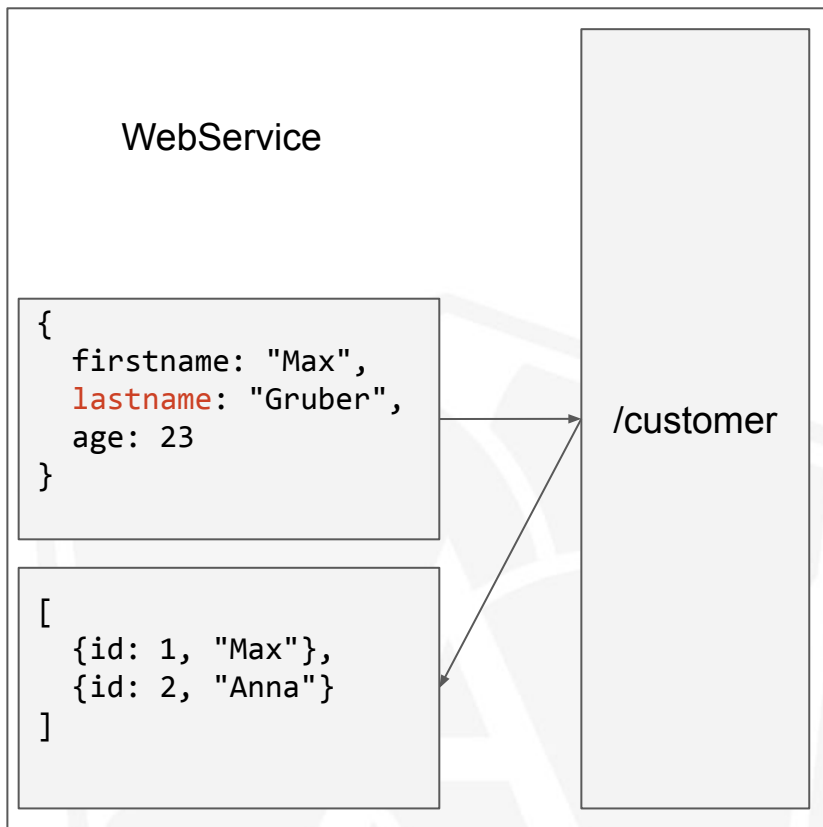 WebService
{
  firstname: "Max",
  lastname: "Gruber",
  age: 23
}
/customer
[
  {id: 1, "Max"},
  {id: 2, "Anna"}
]